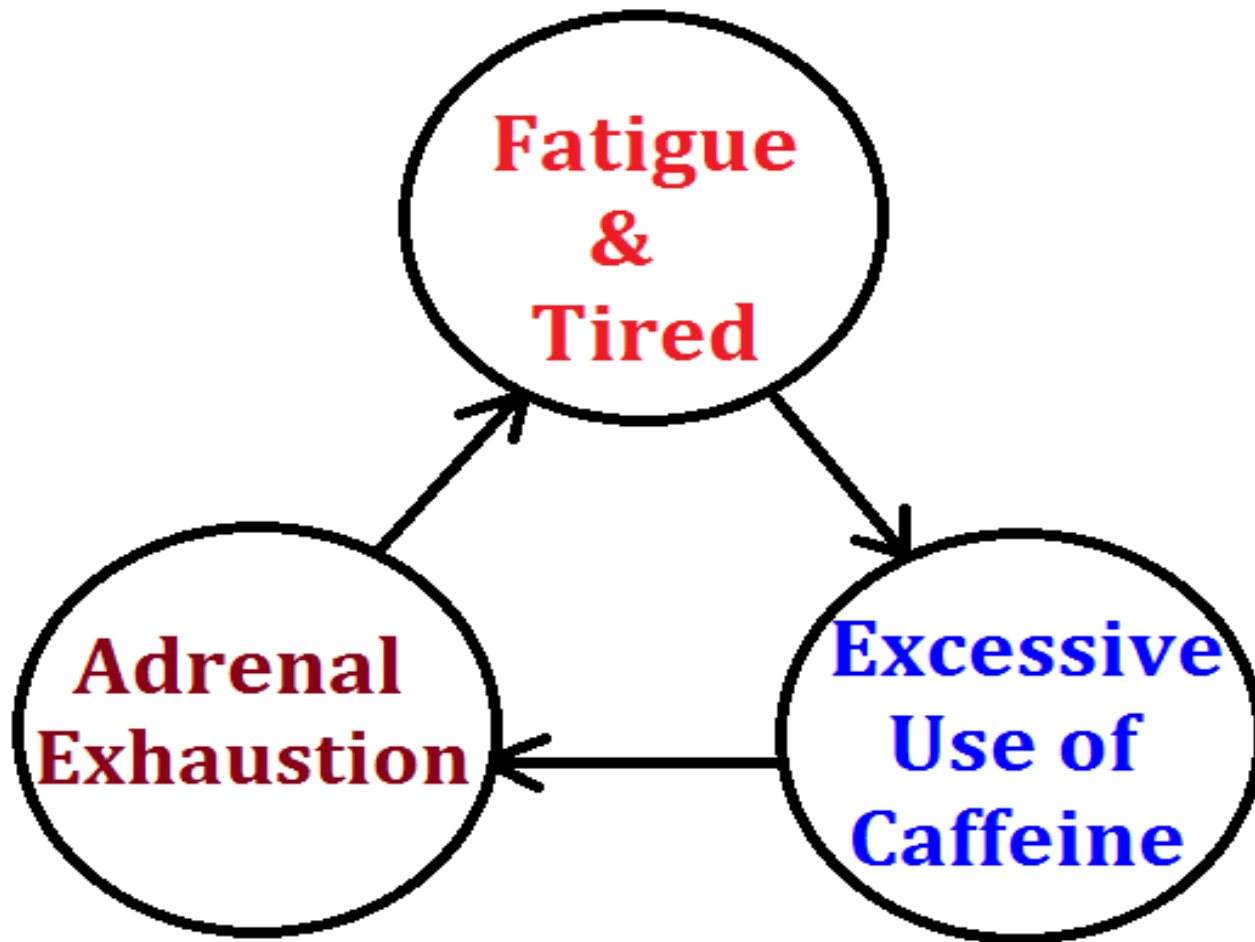 Fatigue
&
Tired
Excessive
Use of
Caffeine
Adrenal
Exhaustion